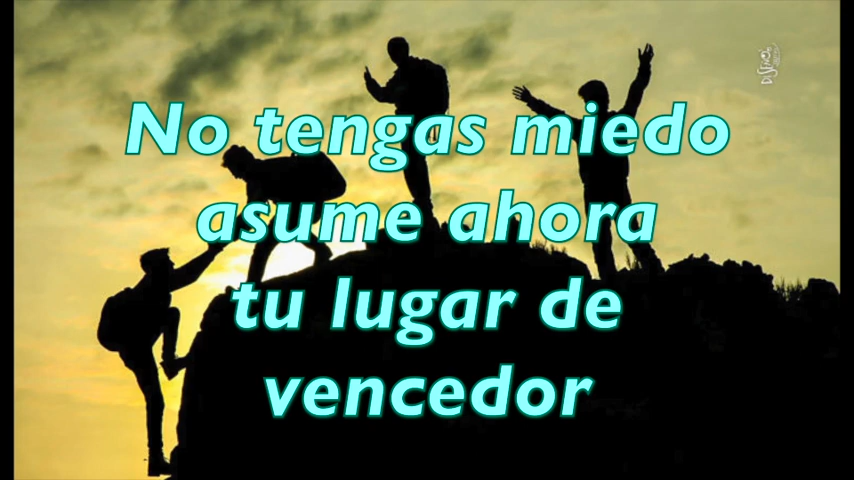 No tengas miedo
asume ahora
tu lugar de
vencedor